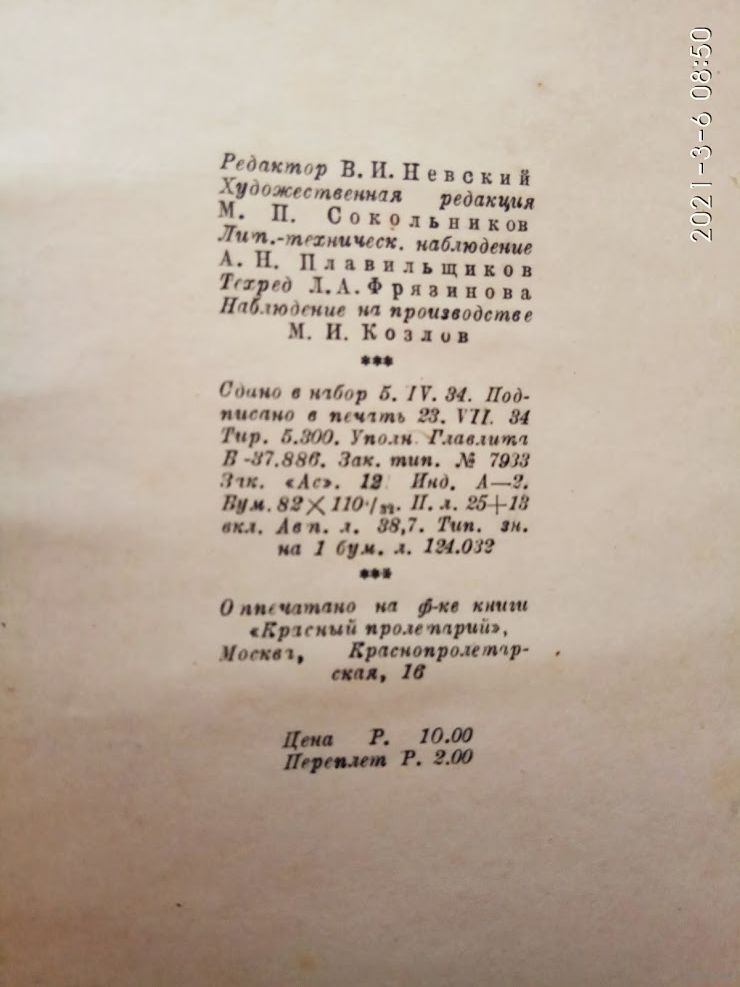 Редактор В. И. Невский
Художественная редакция
М. П. Сокольников
Лит.-техническ. наблюдение
А. Н. Плавильщиков
Техред Л. А. Фрязинова
Наблюдение на производстве
М. И. Козлов
***
Сдано в набор 5. IV. 34. Под-
писано в печать 23. VII. 34
Тир. 5.300. Уполн. Главлита
В-37.886. Зак. тип. № 7933
Зак. «Ас». 12 Инд. А—2.
Бум. 82×110¹/₃₂. П. л. 25+13
вкл. Авт. л. 38,7. Тип. зн.
на 1 бум. л. 124.032
***
Отпечатано на ф-ке книги
«Красный пролетарий»,
Москва, Краснопролетар-
ская, 16
Цена Р. 10.00
Переплет Р. 2.00
2021-3-6 08:50